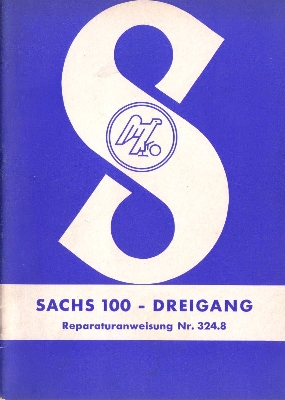 SACHS 100 - DREIGANG
Reparaturanweisung Nr. 324.8